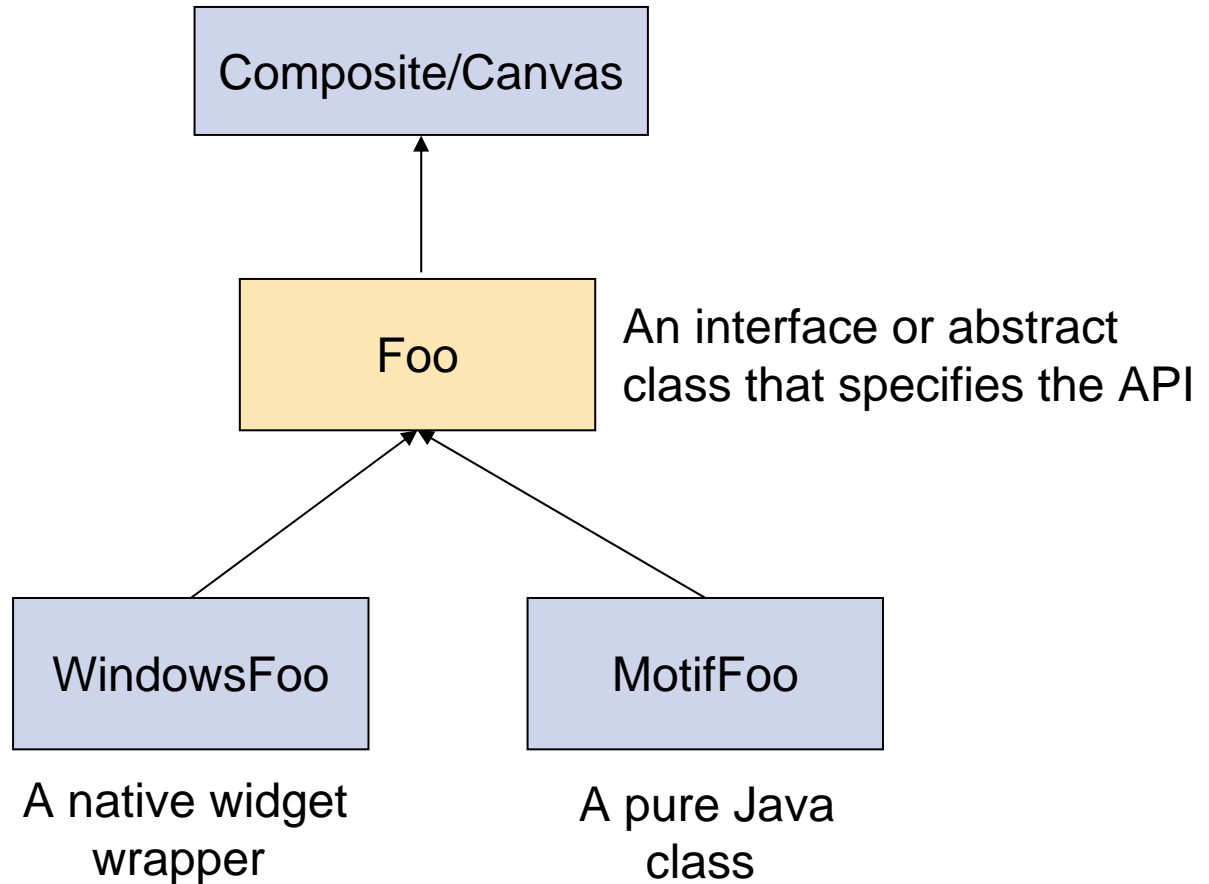 Composite/Canvas
Foo
An interface or abstract
class that specifies the API
WindowsFoo
MotifFoo
A native widget
wrapper
A pure Java
class